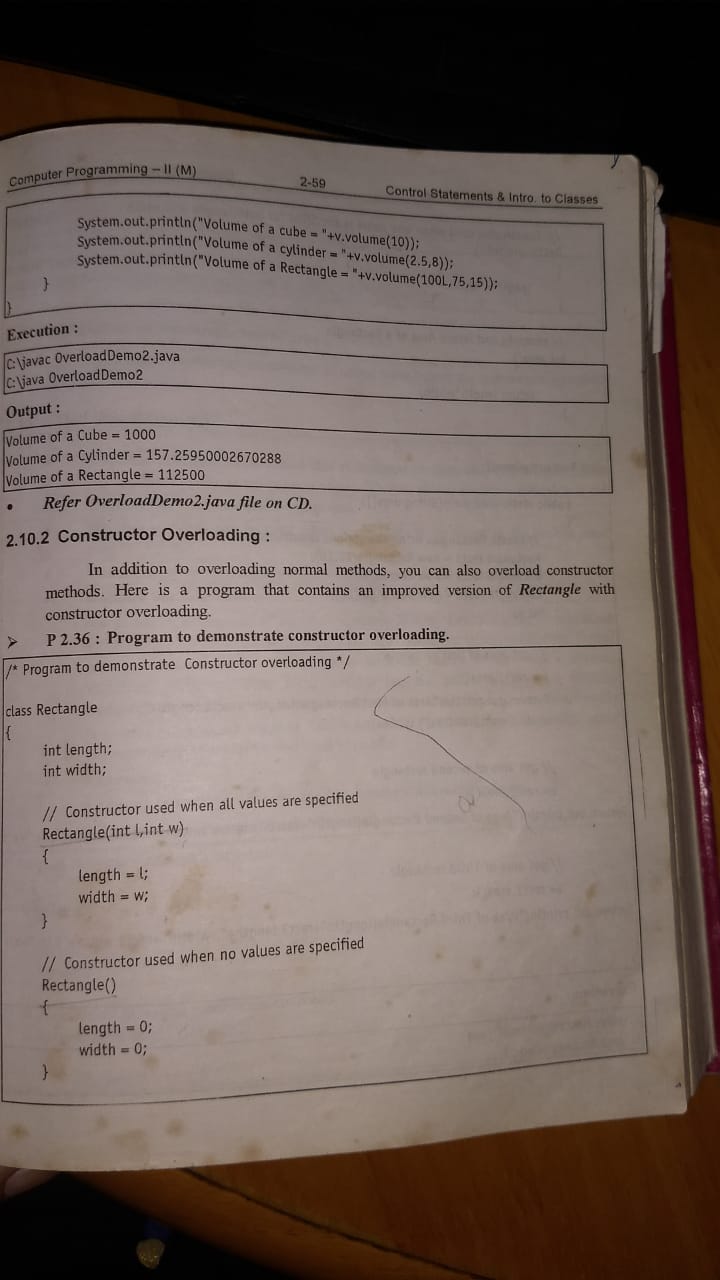 Computer Programming – II (M) 2-59 Control Statements & Intro. to Classes
System.out.println("Volume of a cube = "+v.volume(10));
System.out.println("Volume of a cylinder = "+v.volume(2.5,8));
System.out.println("Volume of a Rectangle = "+v.volume(100L,75,15));
}
}
Execution :
C:\javac OverloadDemo2.java
C:\java OverloadDemo2
Output :
Volume of a Cube = 1000
Volume of a Cylinder = 157.25950002670288
Volume of a Rectangle = 112500
• Refer OverloadDemo2.java file on CD.
2.10.2 Constructor Overloading :
In addition to overloading normal methods, you can also overload constructor
methods. Here is a program that contains an improved version of Rectangle with
constructor overloading.
➢ P 2.36 : Program to demonstrate constructor overloading.
/* Program to demonstrate Constructor overloading */
class Rectangle
{
int length;
int width;
// Constructor used when all values are specified
Rectangle(int l,int w)
{
length = l;
width = w;
}
// Constructor used when no values are specified
Rectangle()
{
length = 0;
width = 0;
}